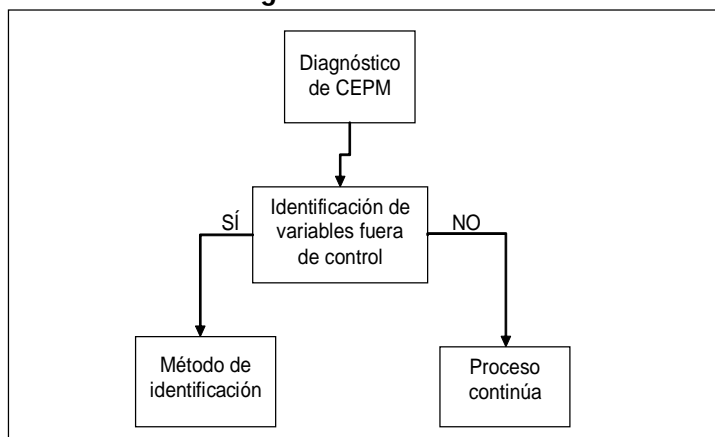 Diagnóstico
de CEPM
Identificación de
variables fuera
de control
SÍ
NO
Método de
identificación
Proceso
continúa